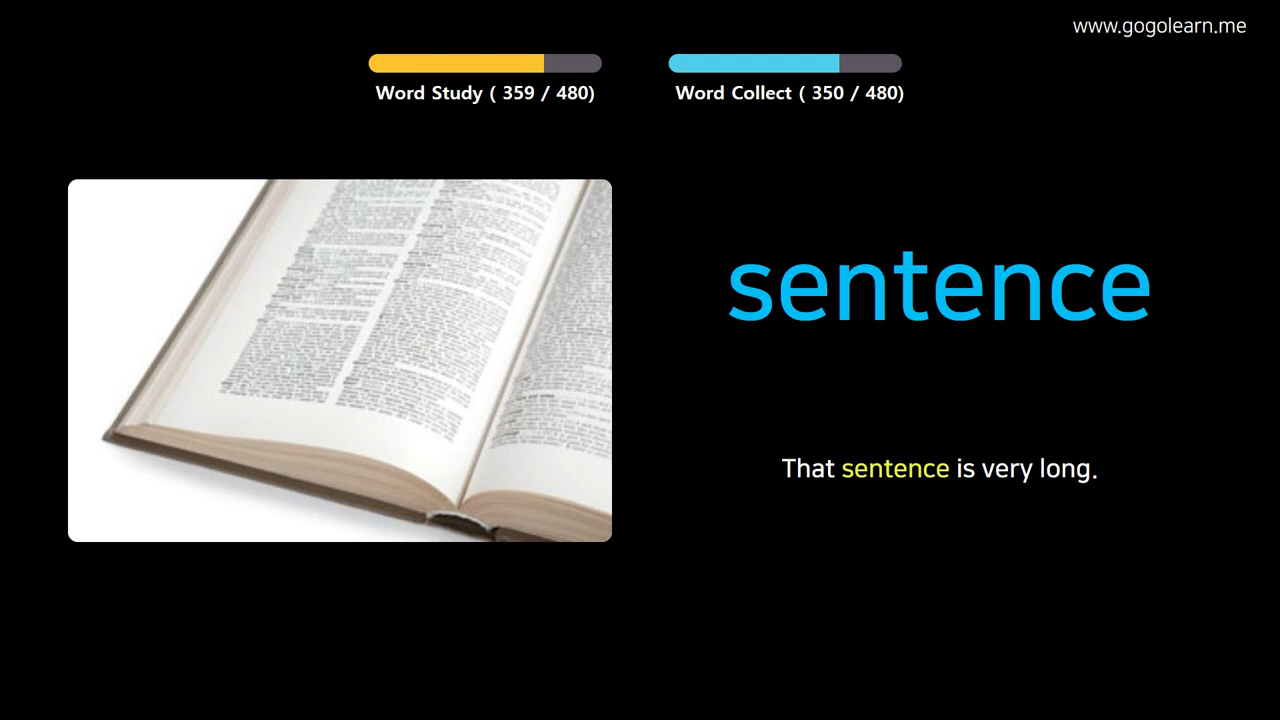 www.gogolearn.me
Word Study ( 359 / 480)
Word Collect ( 350 / 480)
sentence
That sentence is very long.